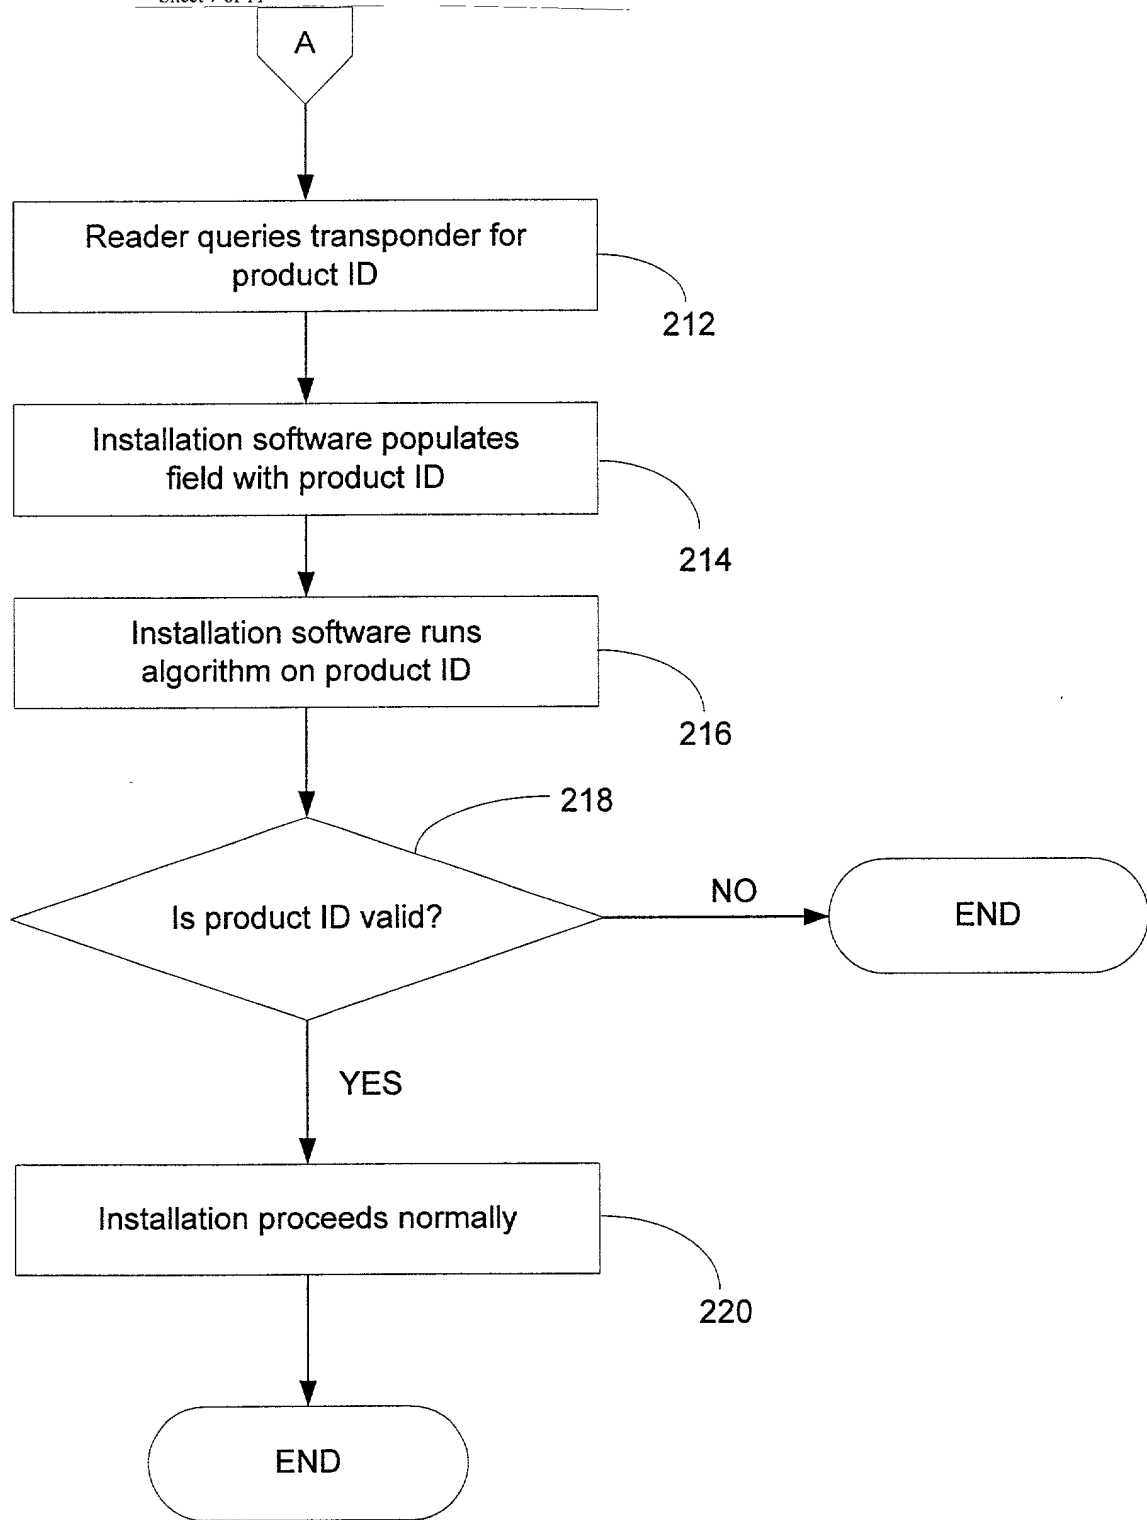 A
Reader queries transponder for
product ID
212
Installation software populates
field with product ID
214
Installation software runs
algorithm on product ID
216
218
Is product ID valid?
NO
END
YES
Installation proceeds normally
220
END